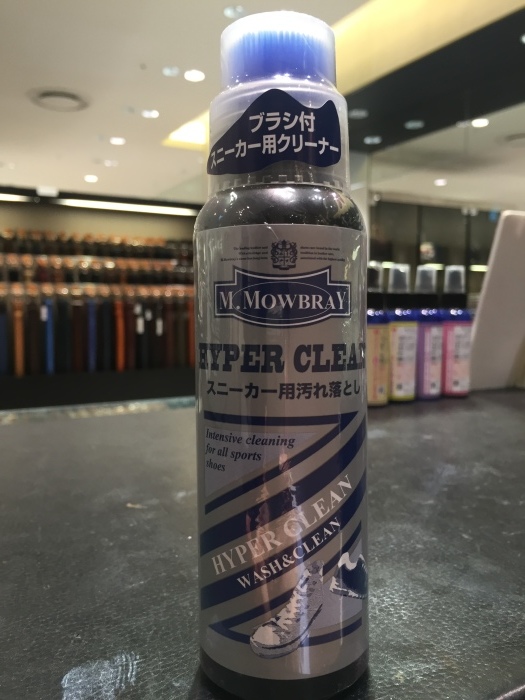 ブラシ付
スニーカー用クリーナー
M. MOWBRAY
HYPER CLEAN
スニーカー用汚れ落とし
Intensive cleaning
for all sports
shoes
HYPER CLEAN
WASH&CLEAN